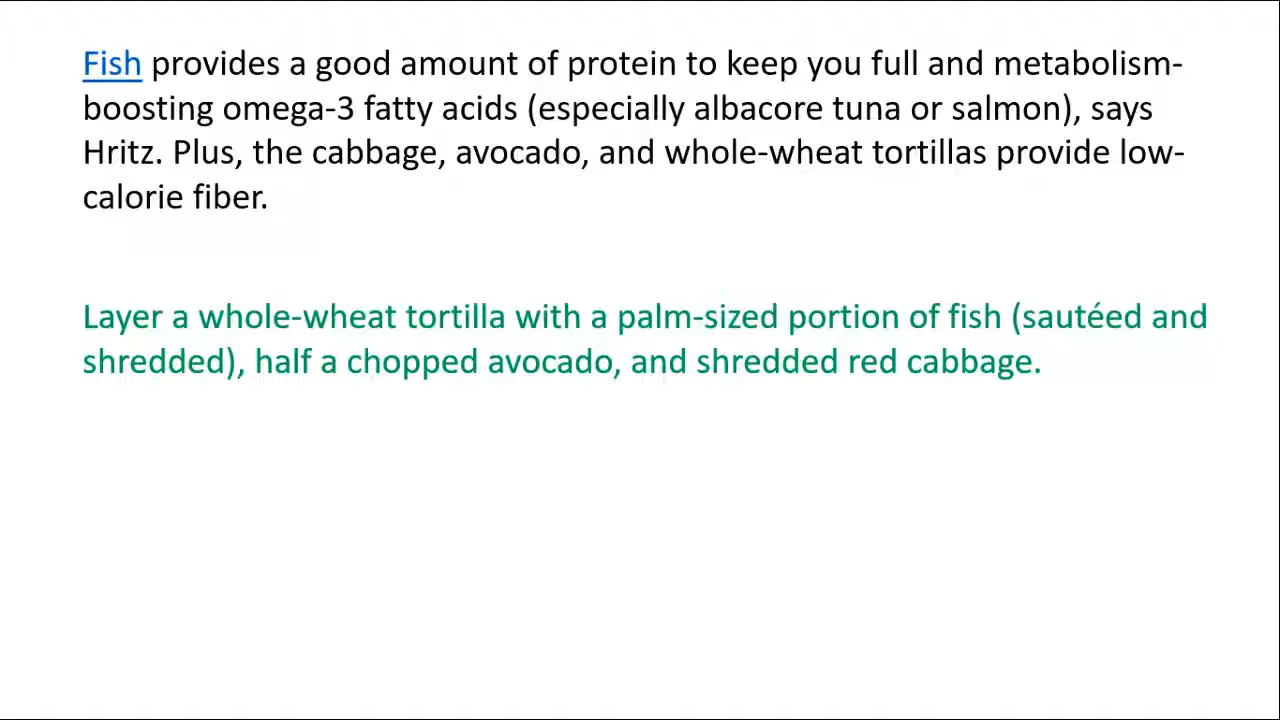 Fish provides a good amount of protein to keep you full and metabolism-
boosting omega-3 fatty acids (especially albacore tuna or salmon), says
Hritz. Plus, the cabbage, avocado, and whole-wheat tortillas provide low-
calorie fiber.
Layer a whole-wheat tortilla with a palm-sized portion of fish (sautéed and
shredded), half a chopped avocado, and shredded red cabbage.